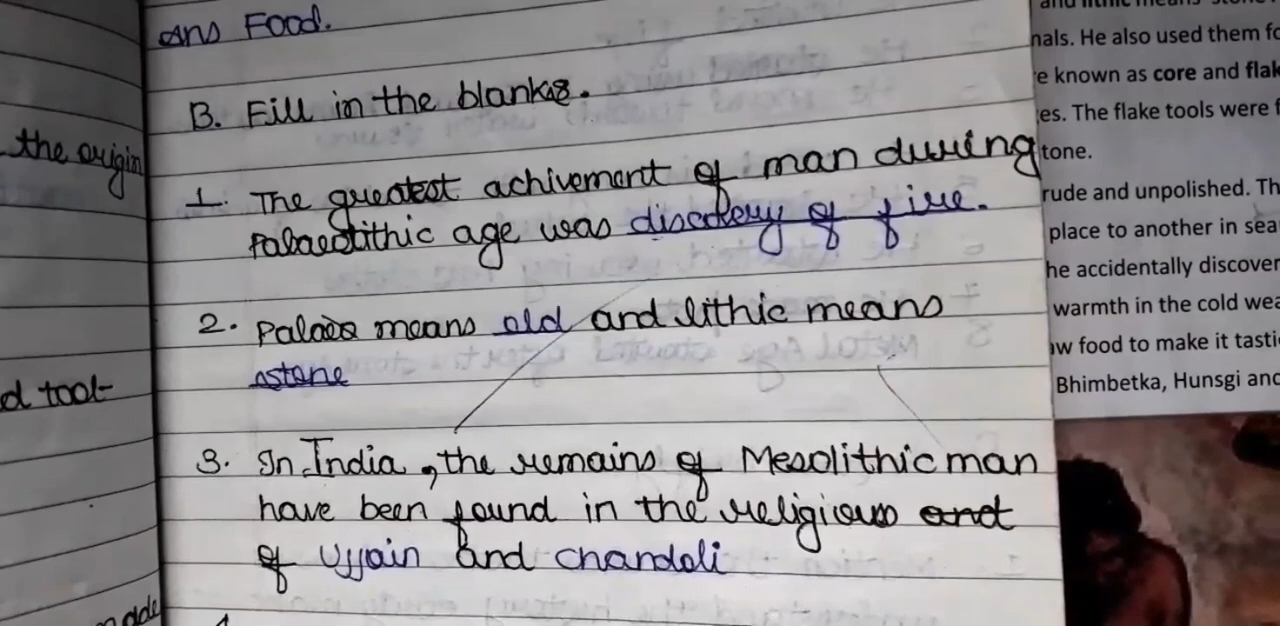 Ans Food.
B. Fill in the blanks.
1. The greatest achivement of man during
Palaeolithic age was discovery of fire.
2. Palaeo means old and lithic means
stone
3. In India, the remains of Mesolithic man
have been found in the religious and
of Ujjain and chandoli
the origin
d tool-
and lithic means
nals. He also used them fo
e known as core and flak
es. The flake tools were f
tone.
rude and unpolished. Th
place to another in sea
he accidentally discover
warmth in the cold wea
w food to make it tasti
Bhimbetka, Hunsgi and